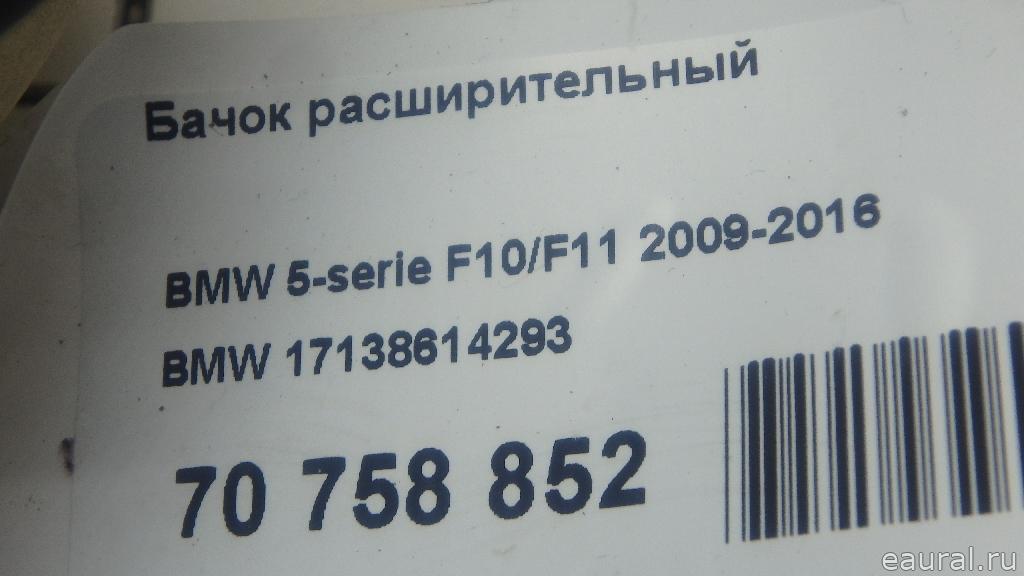 Бачок расширительный
BMW 5-serie F10/F11 2009-2016
BMW 17138614293
70 758 852
eaural.ru